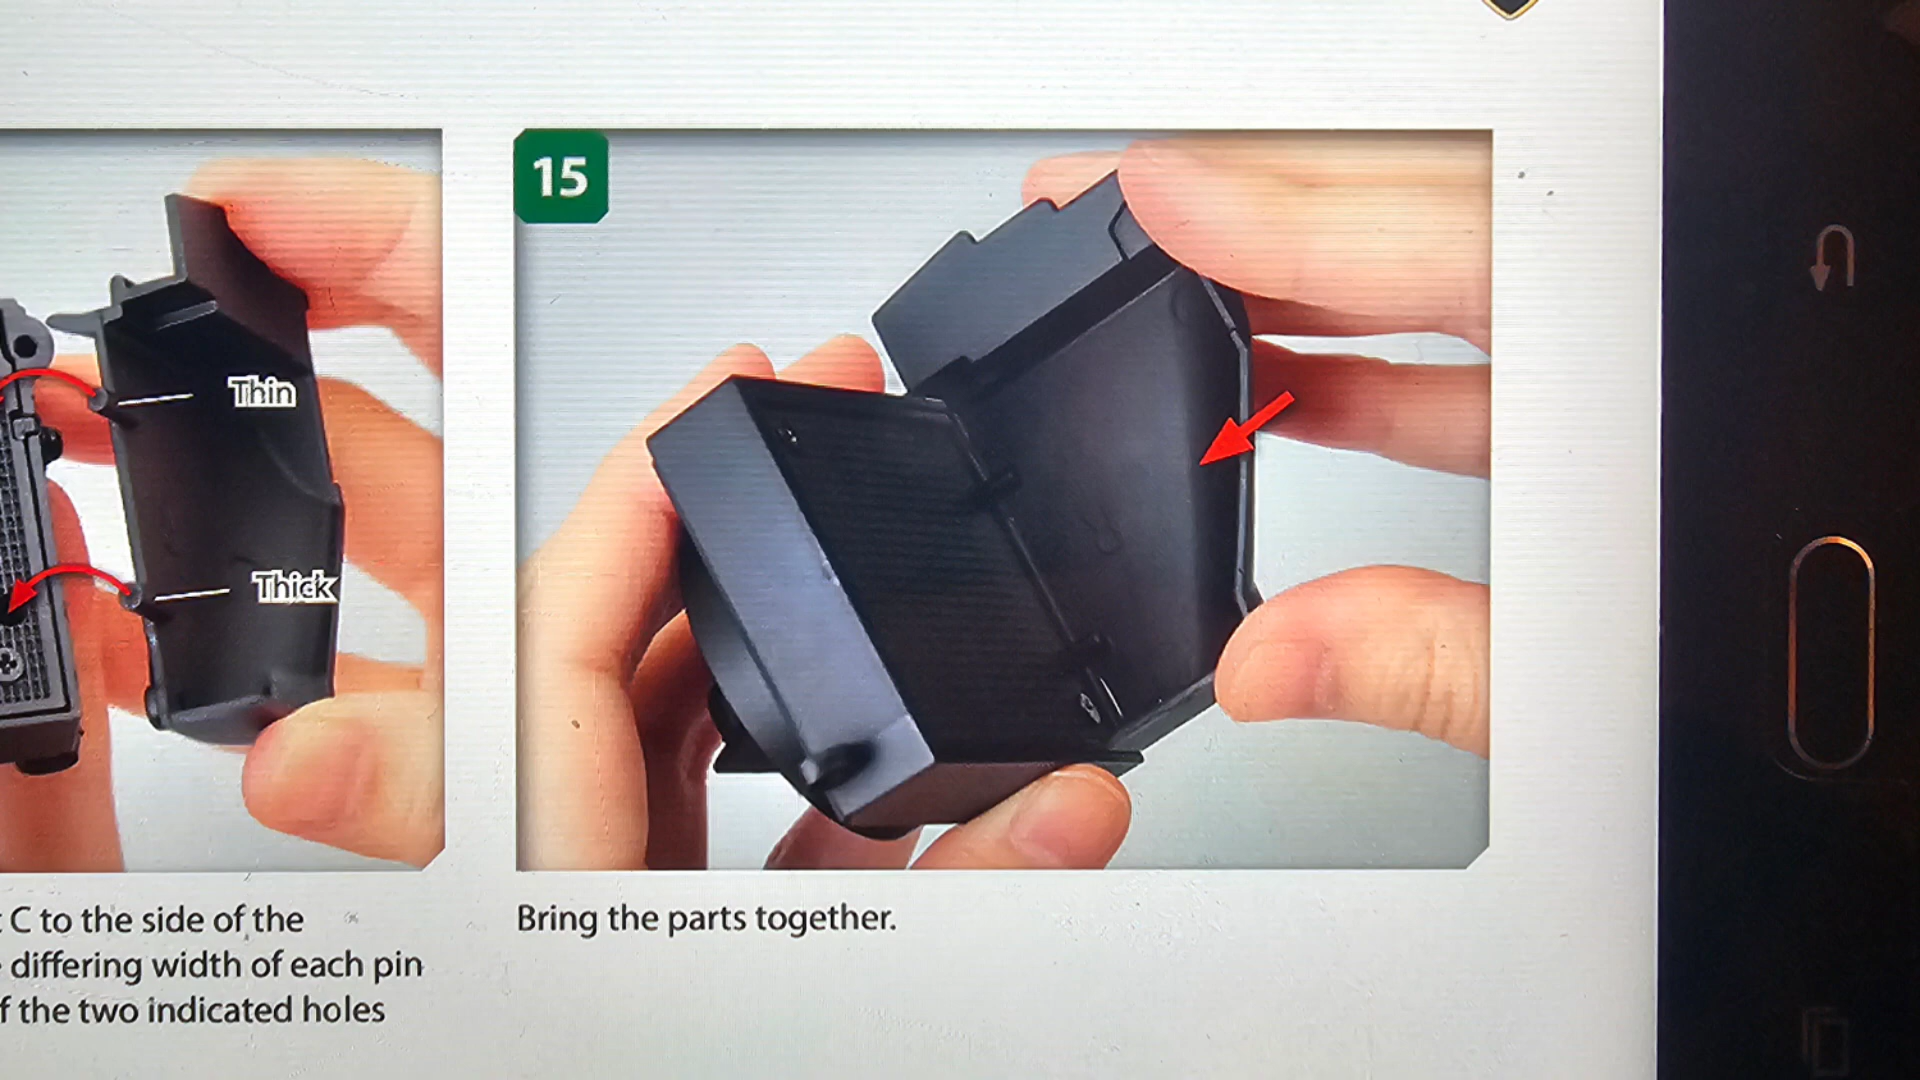 Thin
Thick
C to the side of the
differing width of each pin
f the two indicated holes
15
Bring the parts together.